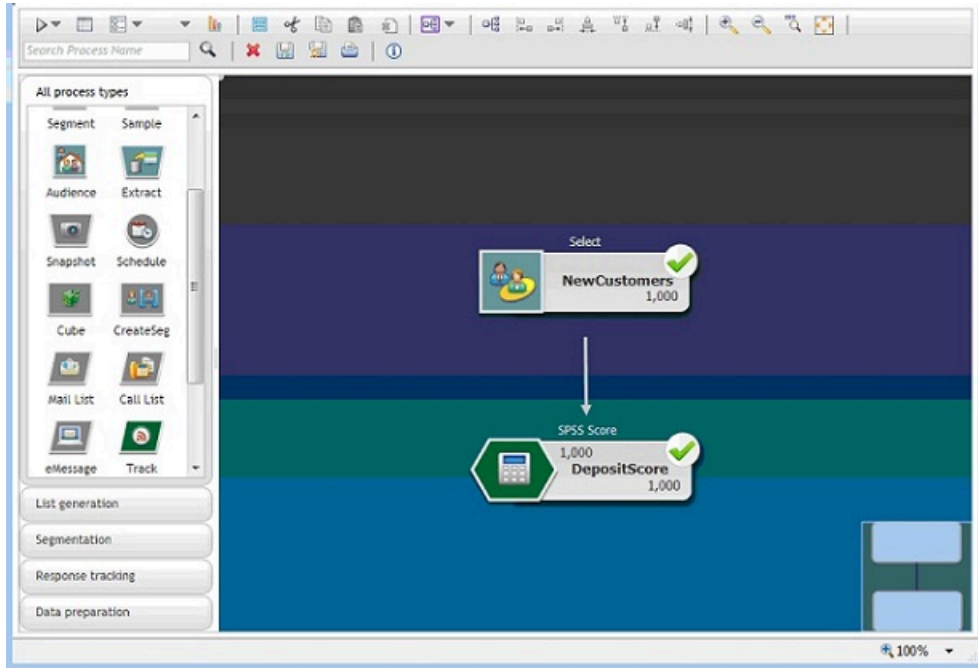 Search Process Name
All process types
Segment Sample
Audience Extract
Snapshot Schedule
Cube CreateSeg
Mail List Call List
eMessage Track
List generation
Segmentation
Response tracking
Data preparation
Select
NewCustomers
1,000
SPSS Score
1,000
DepositScore
1,000
100%